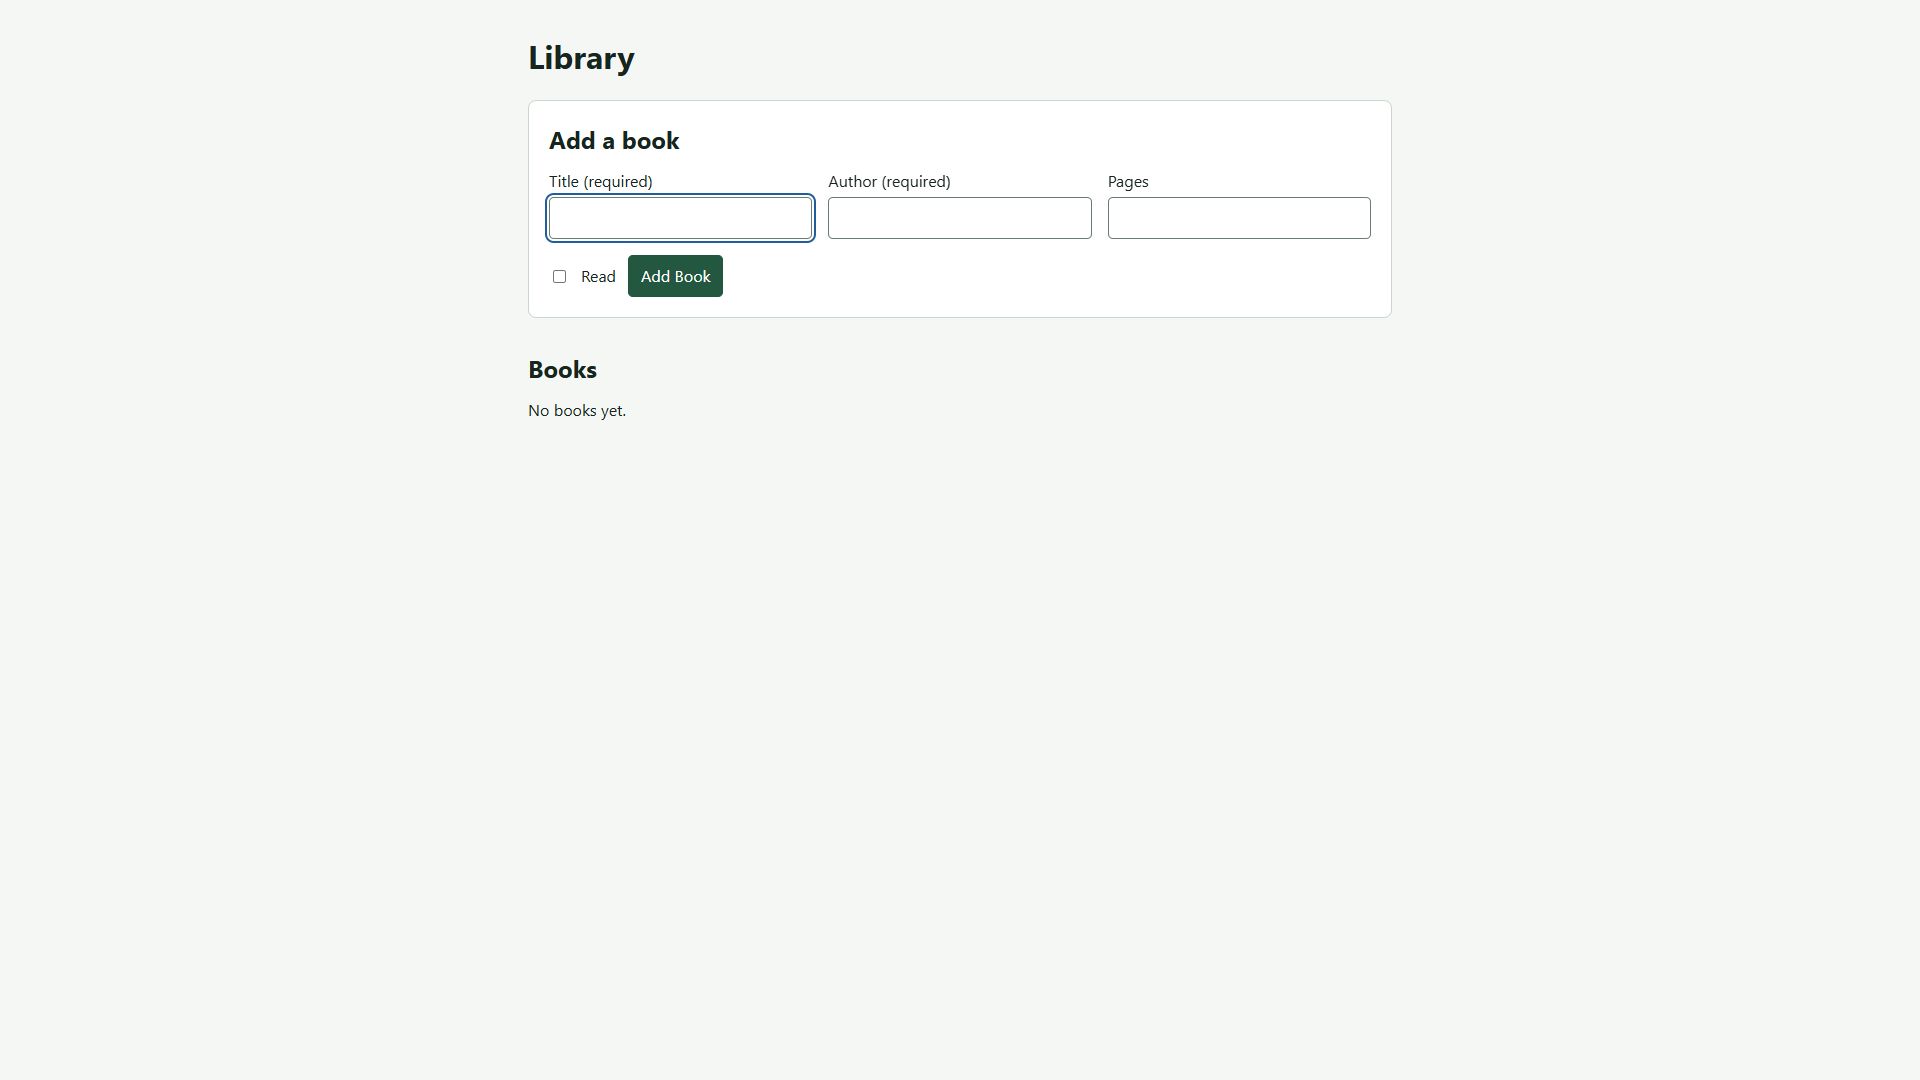 Library
Add a book
Title (required) Author (required) Pages
Read Add Book
Books
No books yet.